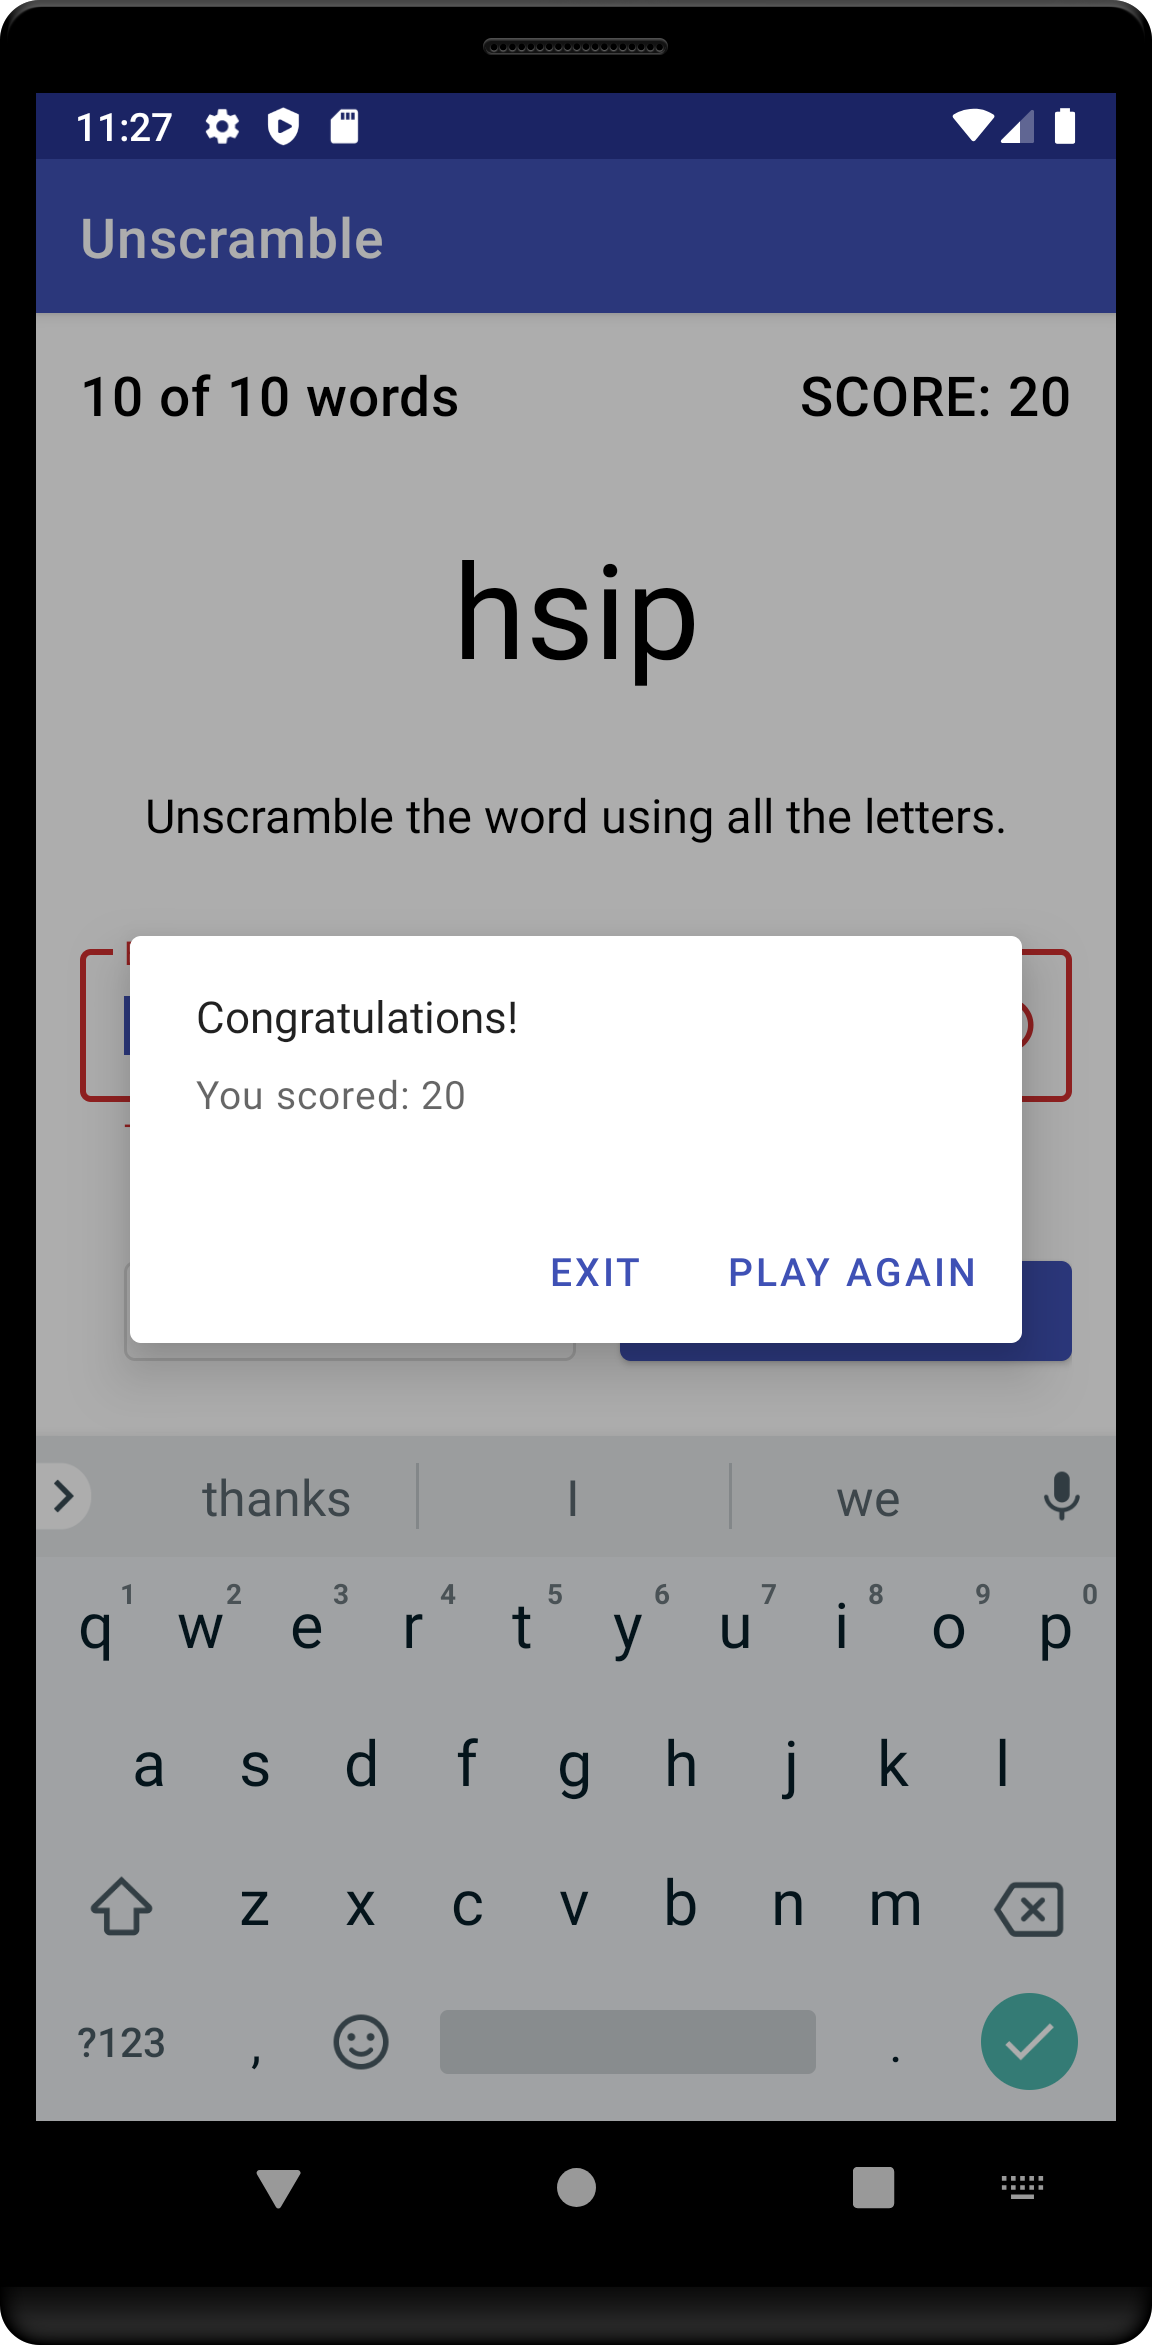 11:27
Unscramble
10 of 10 words SCORE: 20
hsip
Unscramble the word using all the letters.
Congratulations!
You scored: 20
EXIT PLAY AGAIN
thanks I we
1 2 3 4 5 6 7 8 9 0
q w e r t y u i o p
a s d f g h j k l
z x c v b n m
?123 , .